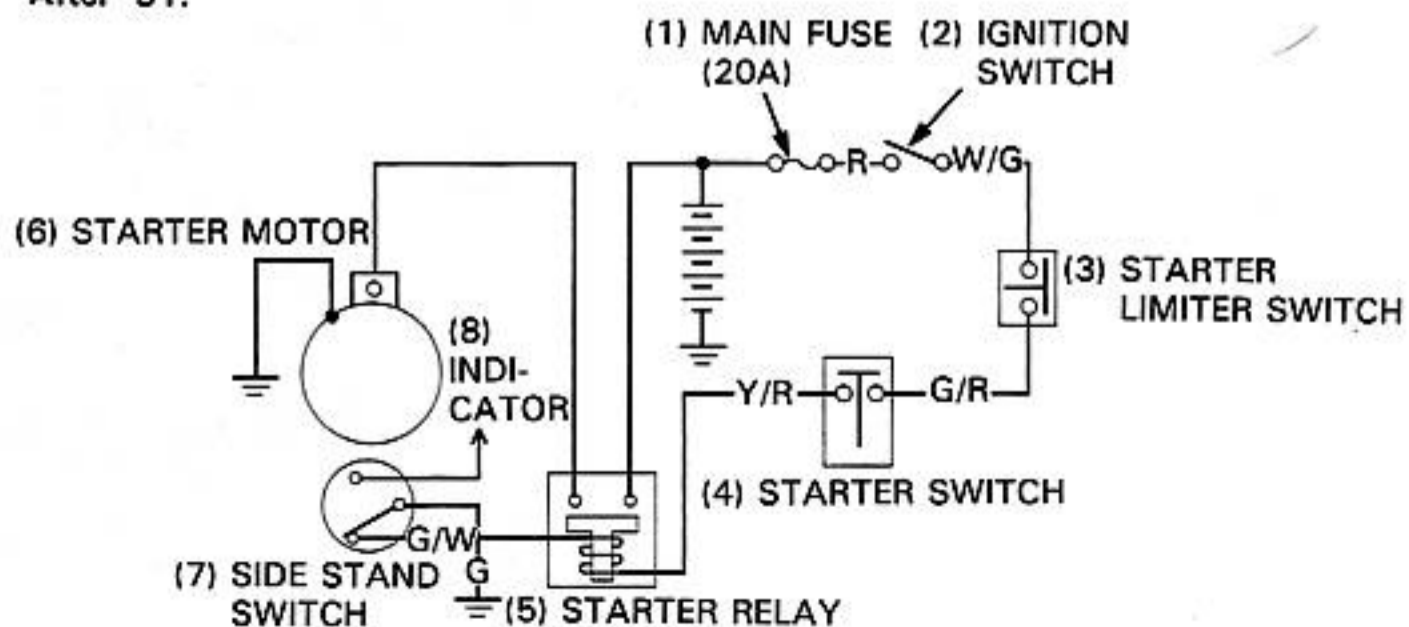 (1) MAIN FUSE
(20A)
(2) IGNITION
SWITCH
R
W/G
(6) STARTER MOTOR
(3) STARTER
LIMITER SWITCH
(8)
INDI-
CATOR
Y/R
G/R
(4) STARTER SWITCH
G/W
G
(7) SIDE STAND
SWITCH
(5) STARTER RELAY